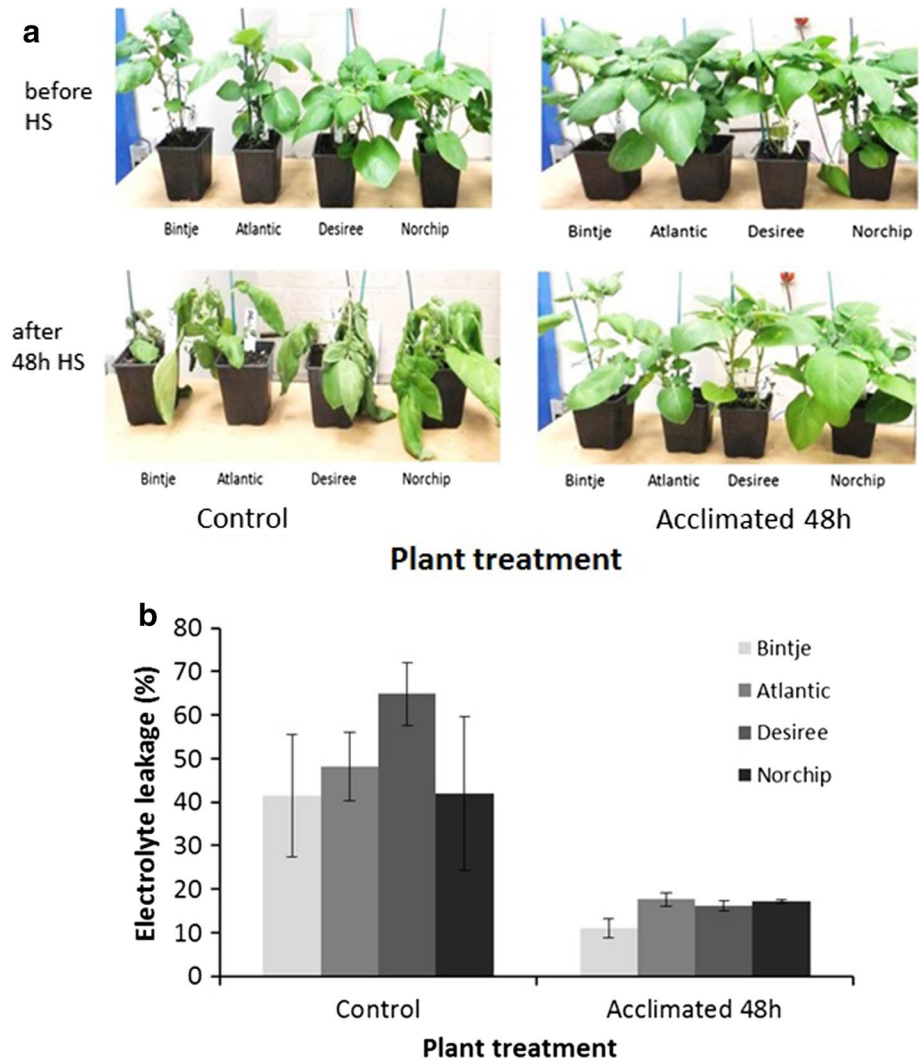 a
before
HS
Bintje Atlantic Desiree Norchip
Bintje Atlantic Desiree Norchip
after
48h HS
Bintje Atlantic Desiree Norchip
Bintje Atlantic Desiree Norchip
Control
Acclimated 48h
Plant treatment
b
80
70
60
50
40
30
20
10
0
Electrolyte leakage (%)
Bintje
Atlantic
Desiree
Norchip
Control
Acclimated 48h
Plant treatment